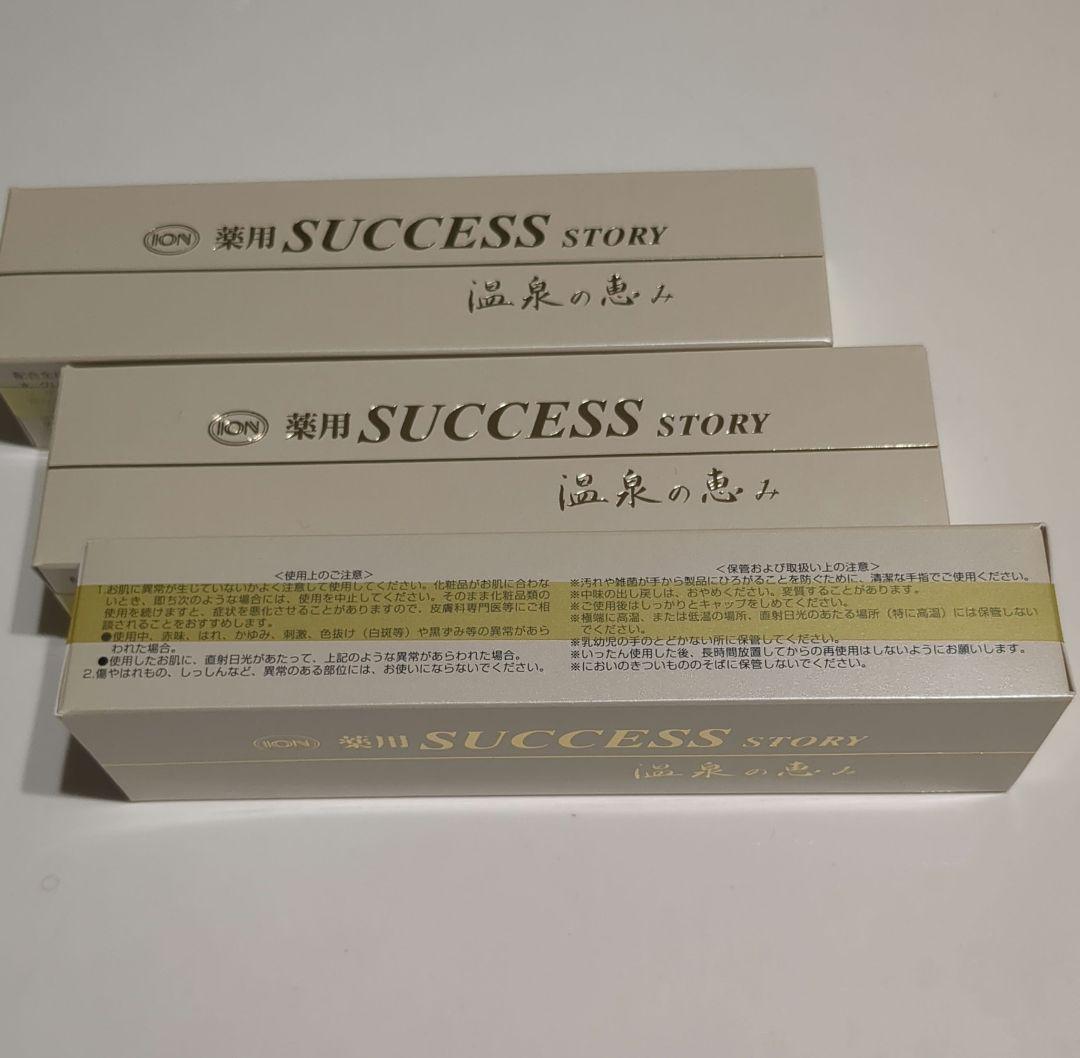 ION 薬用 SUCCESS STORY
温泉の恵み
ION 薬用 SUCCESS STORY
温泉の恵み
<使用上のご注意>
1.お肌に異常が生じていないかよく注意して使用してください。化粧品がお肌に合わな
いとき、即ち次のような場合には、使用を中止してください。そのまま化粧品類の
使用を続けますと、症状を悪化させることがありますので、皮膚科専門医等にご相
談されることをおすすめします。
●使用中、赤味、はれ、かゆみ、刺激、色抜け(白斑等)や黒ずみ等の異常があら
われた場合。
●使用したお肌に、直射日光があたって、上記のような異常があらわれた場合。
2.傷やはれもの、しっしんなど、異常のある部位には、お使いにならないでください。
<保管および取扱い上の注意>
※汚れや雑菌が手から製品にひろがることを防ぐために、清潔な手指でご使用ください。
※中味の出し戻しは、おやめください。変質することがあります。
※ご使用後はしっかりとキャップをしめてください。
※極端に高温、または低温の場所、直射日光のあたる場所(特に高温)には保管しない
でください。
※乳幼児の手のとどかない所に保管してください。
※いったん使用した後、長時間放置してからの再使用はしないようにお願いします。
※においのきついもののそばに保管しないでください。
ION 薬用 SUCCESS STORY
温泉の恵み